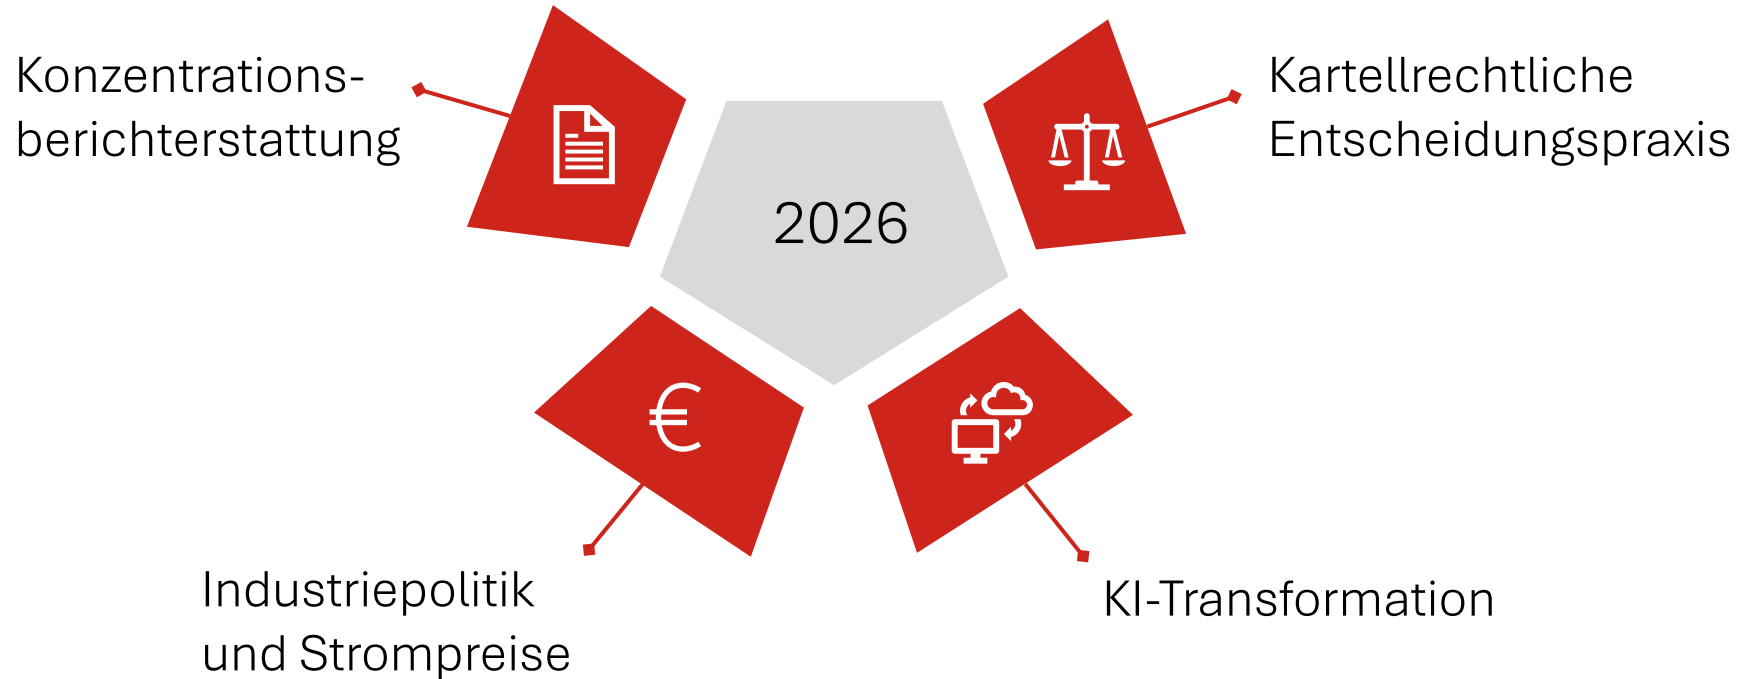 Konzentrations-
berichterstattung
Kartellrechtliche
Entscheidungspraxis
2026
€
Industriepolitik
und Strompreise
KI-Transformation